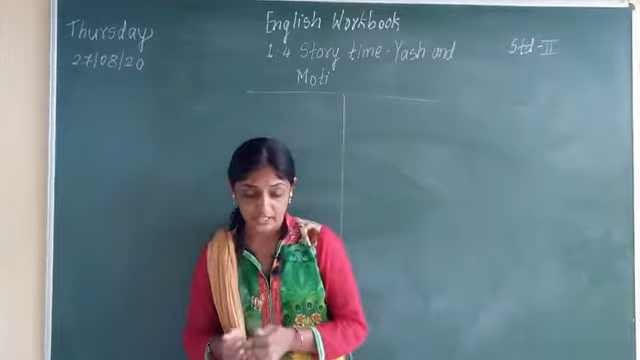 Thursday
27/08/20
English Workbook
1.4 Story time - Yash and
Moti
Std-II